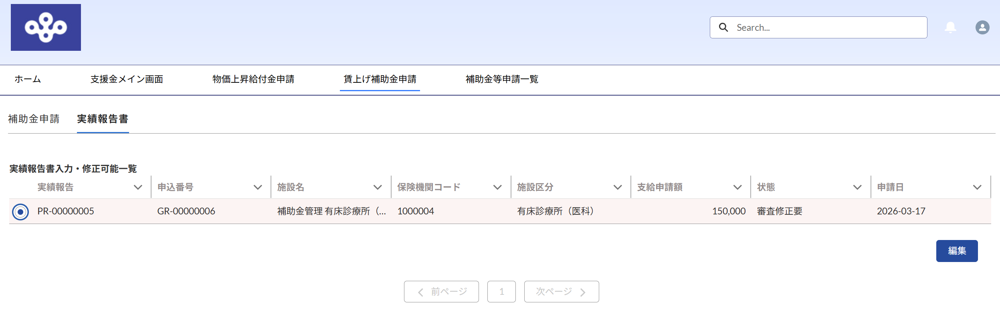 Search...
ホーム 支援金メイン画面 物価上昇給付金申請 賃上げ補助金申請 補助金等申請一覧
補助金申請 実績報告書
実績報告書入力・修正可能一覧
実績報告 申込番号 施設名 保険機関コード 施設区分 支給申請額 状態 申請日
PR-00000005 GR-00000006 補助金管理 有床診療所（... 1000004 有床診療所（医科） 150,000 審査修正要 2026-03-17
編集
前ページ 1 次ページ